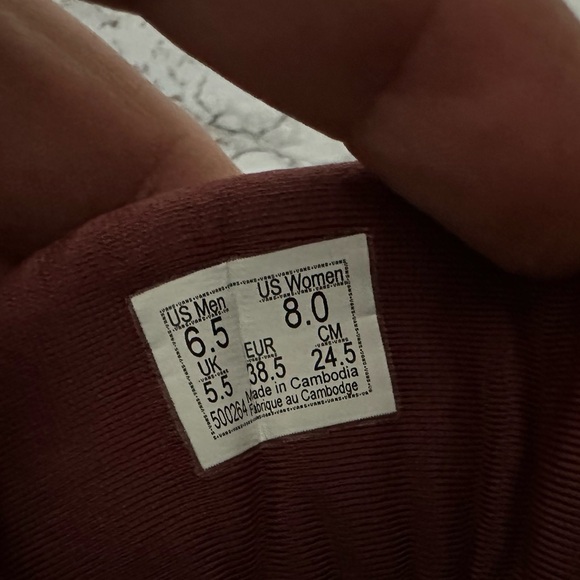 US Men US Women
6.5 8.0
UK EUR CM
5.5 38.5 24.5
500264 Made in Cambodia
Fabrique au Cambodge